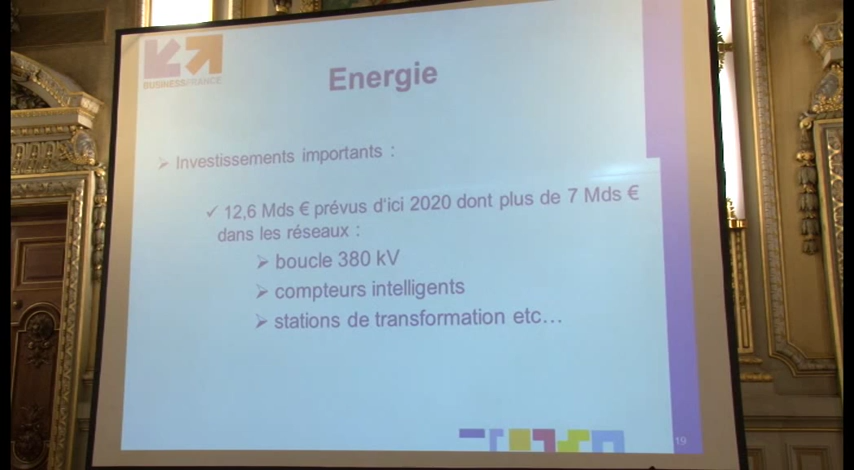 BUSINESSFRANCE
Energie
➢ Investissements importants :
✓ 12,6 Mds € prévus d'ici 2020 dont plus de 7 Mds €
dans les réseaux :
➢ boucle 380 kV
➢ compteurs intelligents
➢ stations de transformation etc…
19